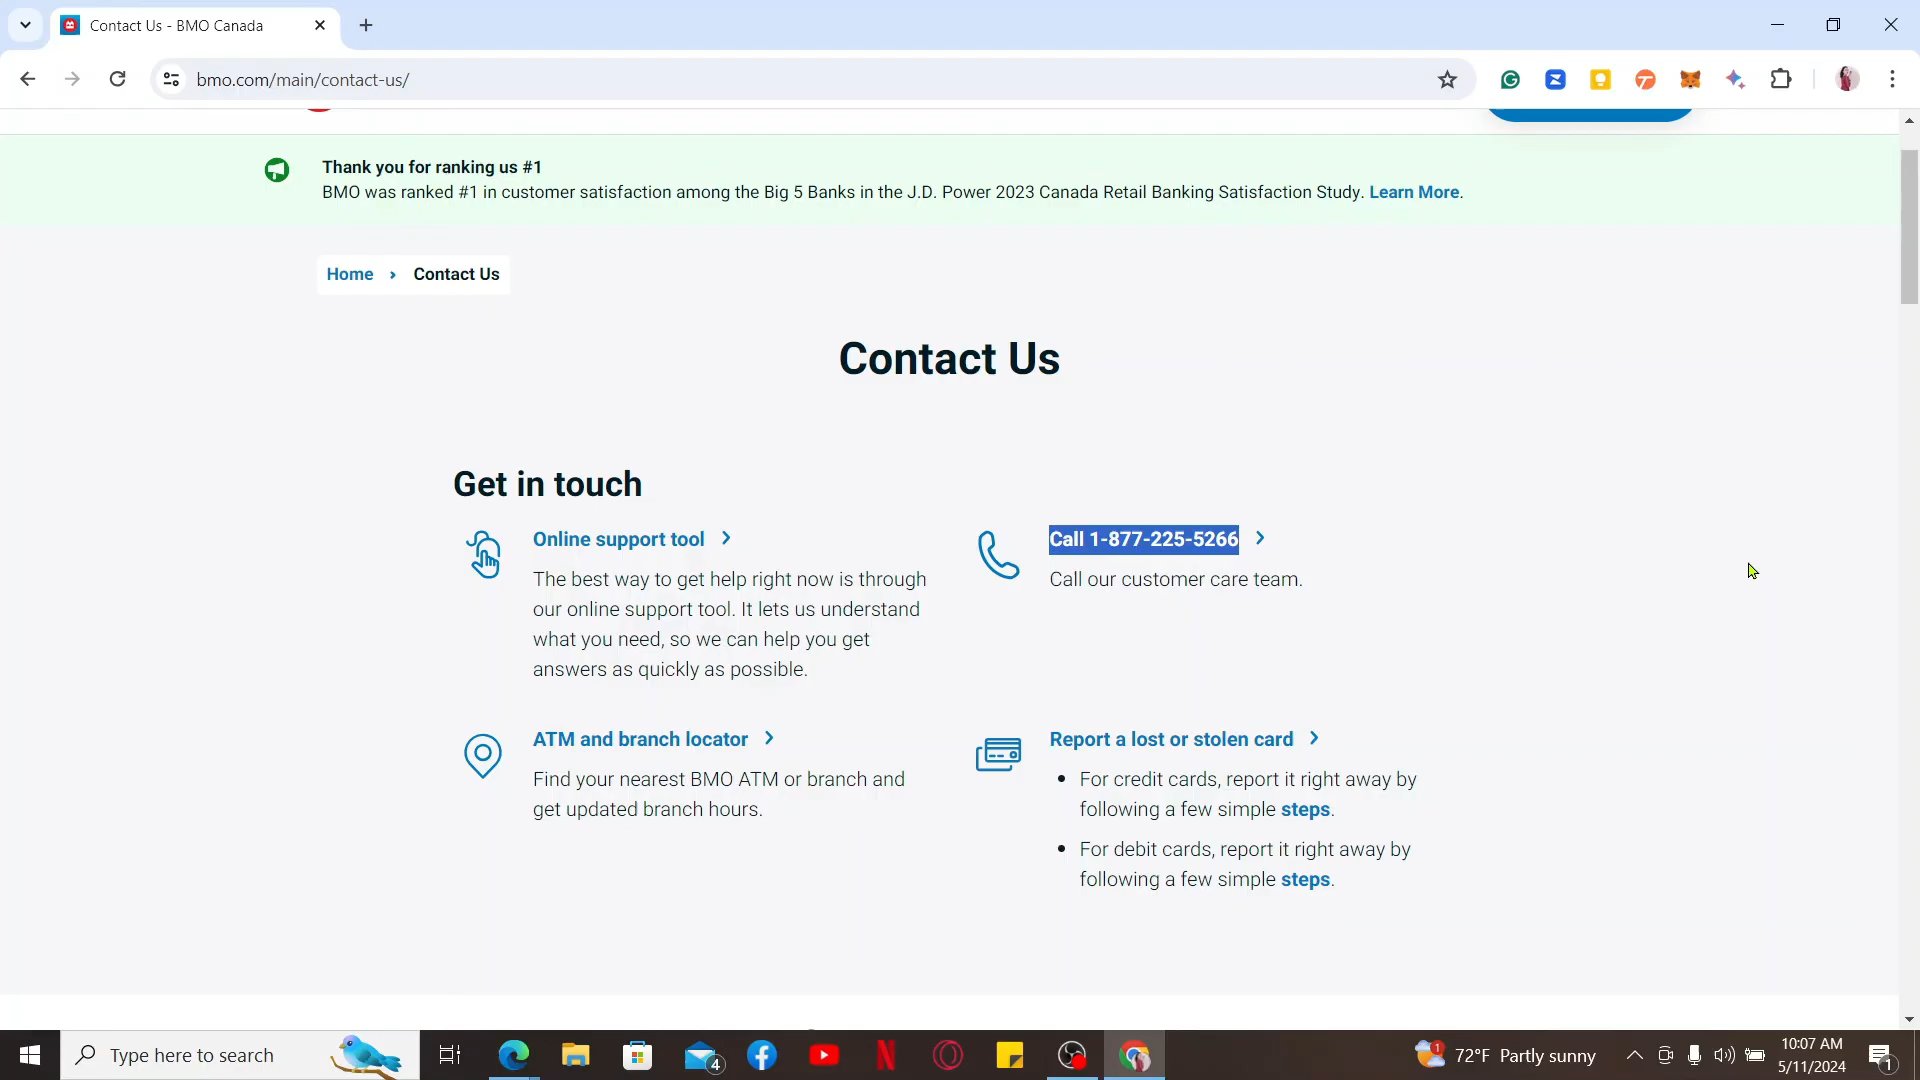 Contact Us - BMO Canada
bmo.com/main/contact-us/
Thank you for ranking us #1
BMO was ranked #1 in customer satisfaction among the Big 5 Banks in the J.D. Power 2023 Canada Retail Banking Satisfaction Study. Learn More.
Home › Contact Us
Contact Us
Get in touch
Online support tool
The best way to get help right now is through
our online support tool. It lets us understand
what you need, so we can help you get
answers as quickly as possible.
Call 1-877-225-5266
Call our customer care team.
ATM and branch locator
Find your nearest BMO ATM or branch and
get updated branch hours.
Report a lost or stolen card
• For credit cards, report it right away by
following a few simple steps.
• For debit cards, report it right away by
following a few simple steps.
Type here to search
4
1
72°F Partly sunny
10:07 AM
5/11/2024
1